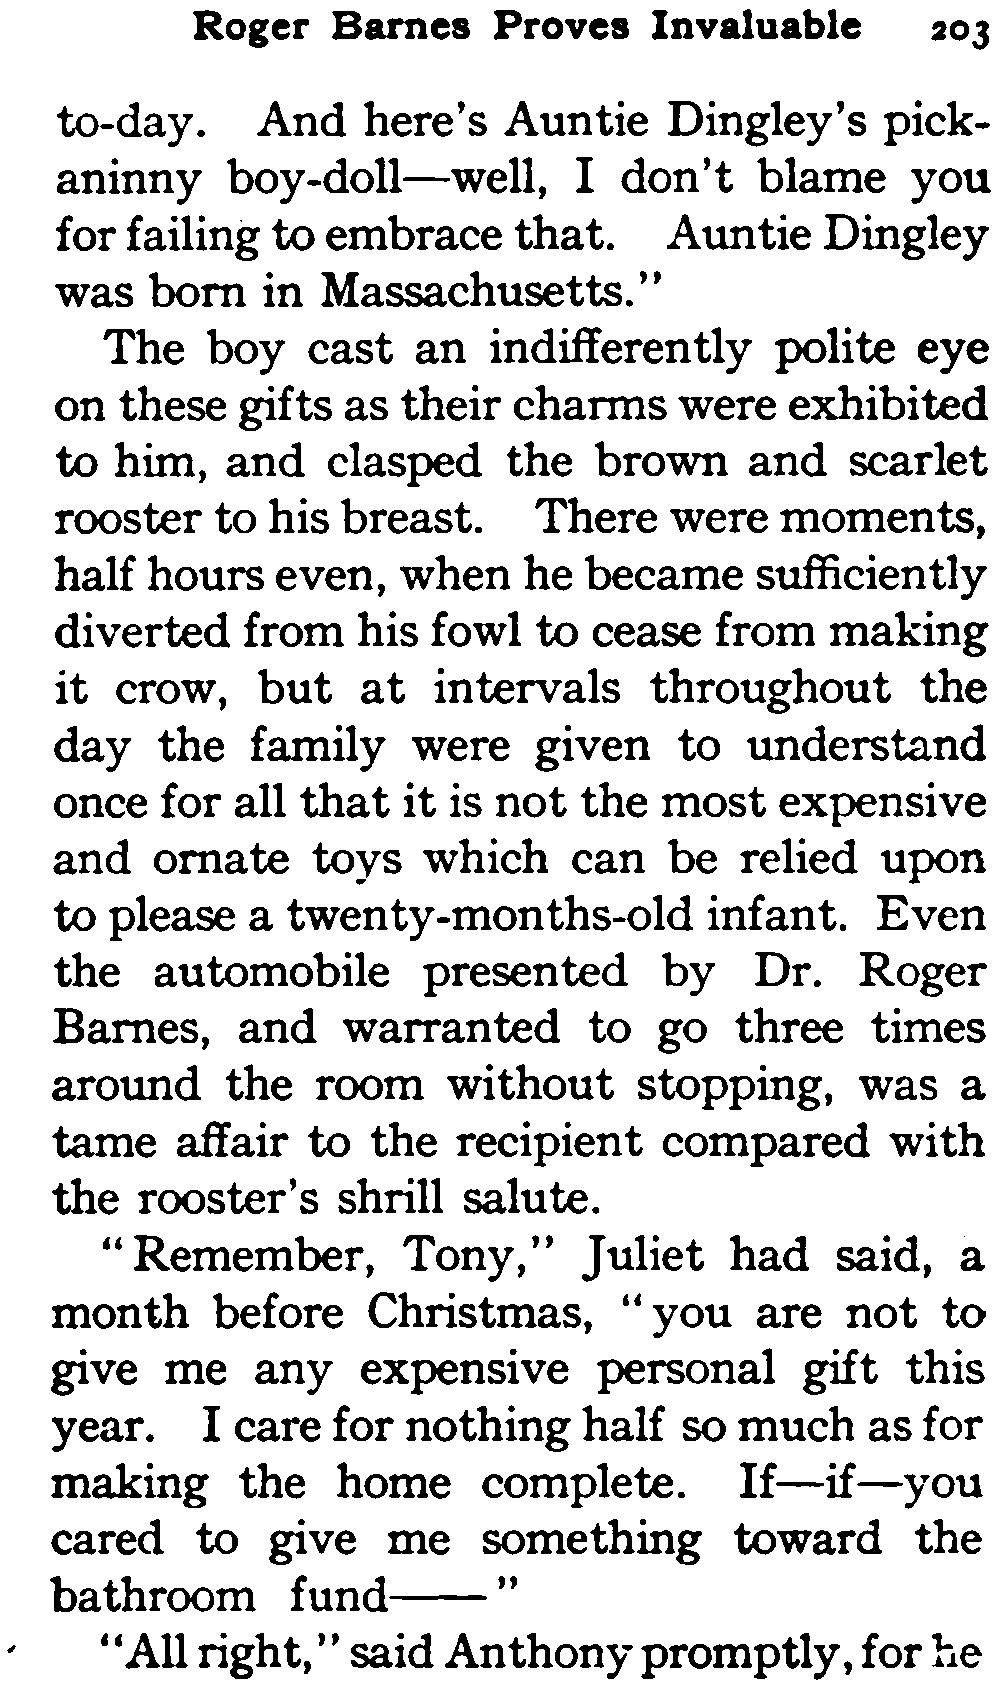 Roger Barnes Proves Invaluable 203
to-day. And here's Auntie Dingley's pick-
aninny boy-doll—well, I don't blame you
for failing to embrace that. Auntie Dingley
was born in Massachusetts."
The boy cast an indifferently polite eye
on these gifts as their charms were exhibited
to him, and clasped the brown and scarlet
rooster to his breast. There were moments,
half hours even, when he became sufficiently
diverted from his fowl to cease from making
it crow, but at intervals throughout the
day the family were given to understand
once for all that it is not the most expensive
and ornate toys which can be relied upon
to please a twenty-months-old infant. Even
the automobile presented by Dr. Roger
Barnes, and warranted to go three times
around the room without stopping, was a
tame affair to the recipient compared with
the rooster's shrill salute.
"Remember, Tony," Juliet had said, a
month before Christmas, "you are not to
give me any expensive personal gift this
year. I care for nothing half so much as for
making the home complete. If—if—you
cared to give me something toward the
bathroom fund——"
"All right," said Anthony promptly, for he